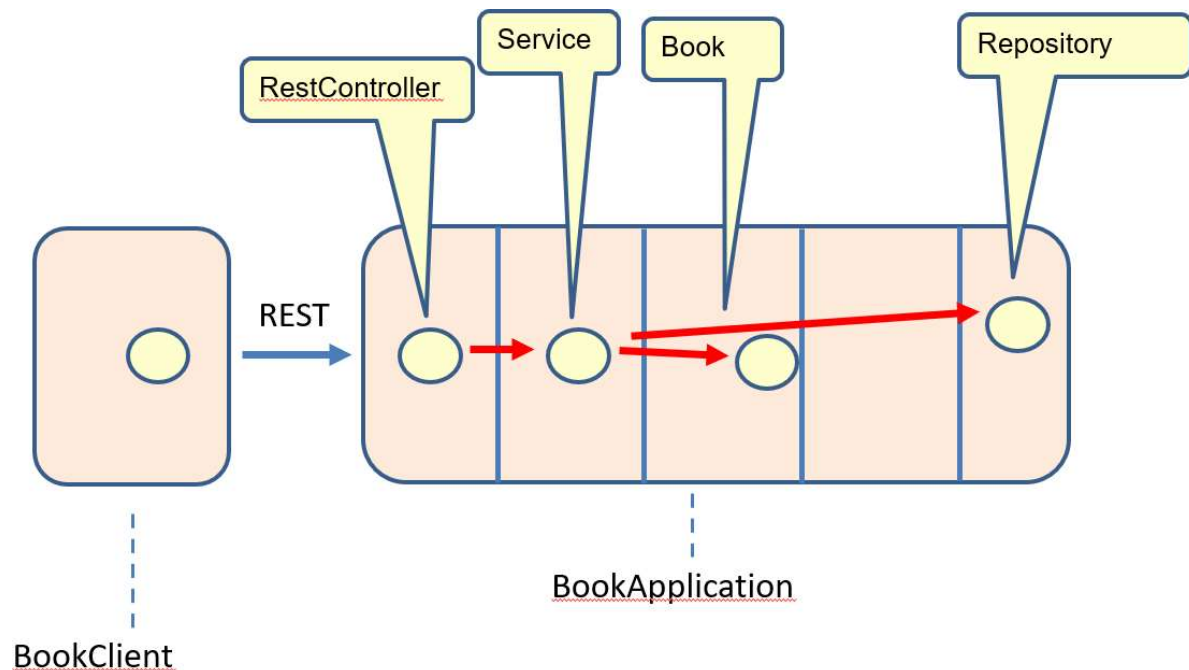 Service
Book
Repository
RestController
REST
BookApplication
BookClient